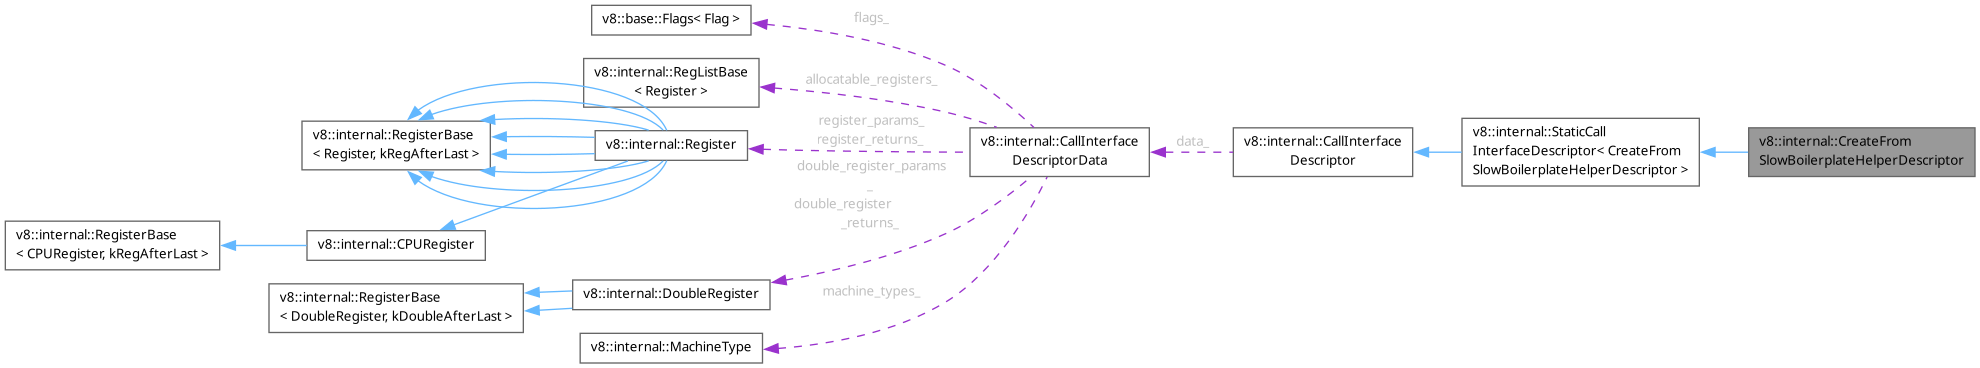 v8::base::Flags< Flag >
flags_
v8::internal::RegListBase
< Register >
allocatable_registers_
v8::internal::RegisterBase
< Register, kRegAfterLast >
v8::internal::Register
register_params_
register_returns_
v8::internal::CallInterface
DescriptorData
data_
v8::internal::CallInterface
Descriptor
v8::internal::StaticCall
InterfaceDescriptor< CreateFrom
SlowBoilerplateHelperDescriptor >
v8::internal::CreateFrom
SlowBoilerplateHelperDescriptor
double_register_params
_
double_register
_returns_
v8::internal::RegisterBase
< CPURegister, kRegAfterLast >
v8::internal::CPURegister
v8::internal::RegisterBase
< DoubleRegister, kDoubleAfterLast >
v8::internal::DoubleRegister
machine_types_
v8::internal::MachineType